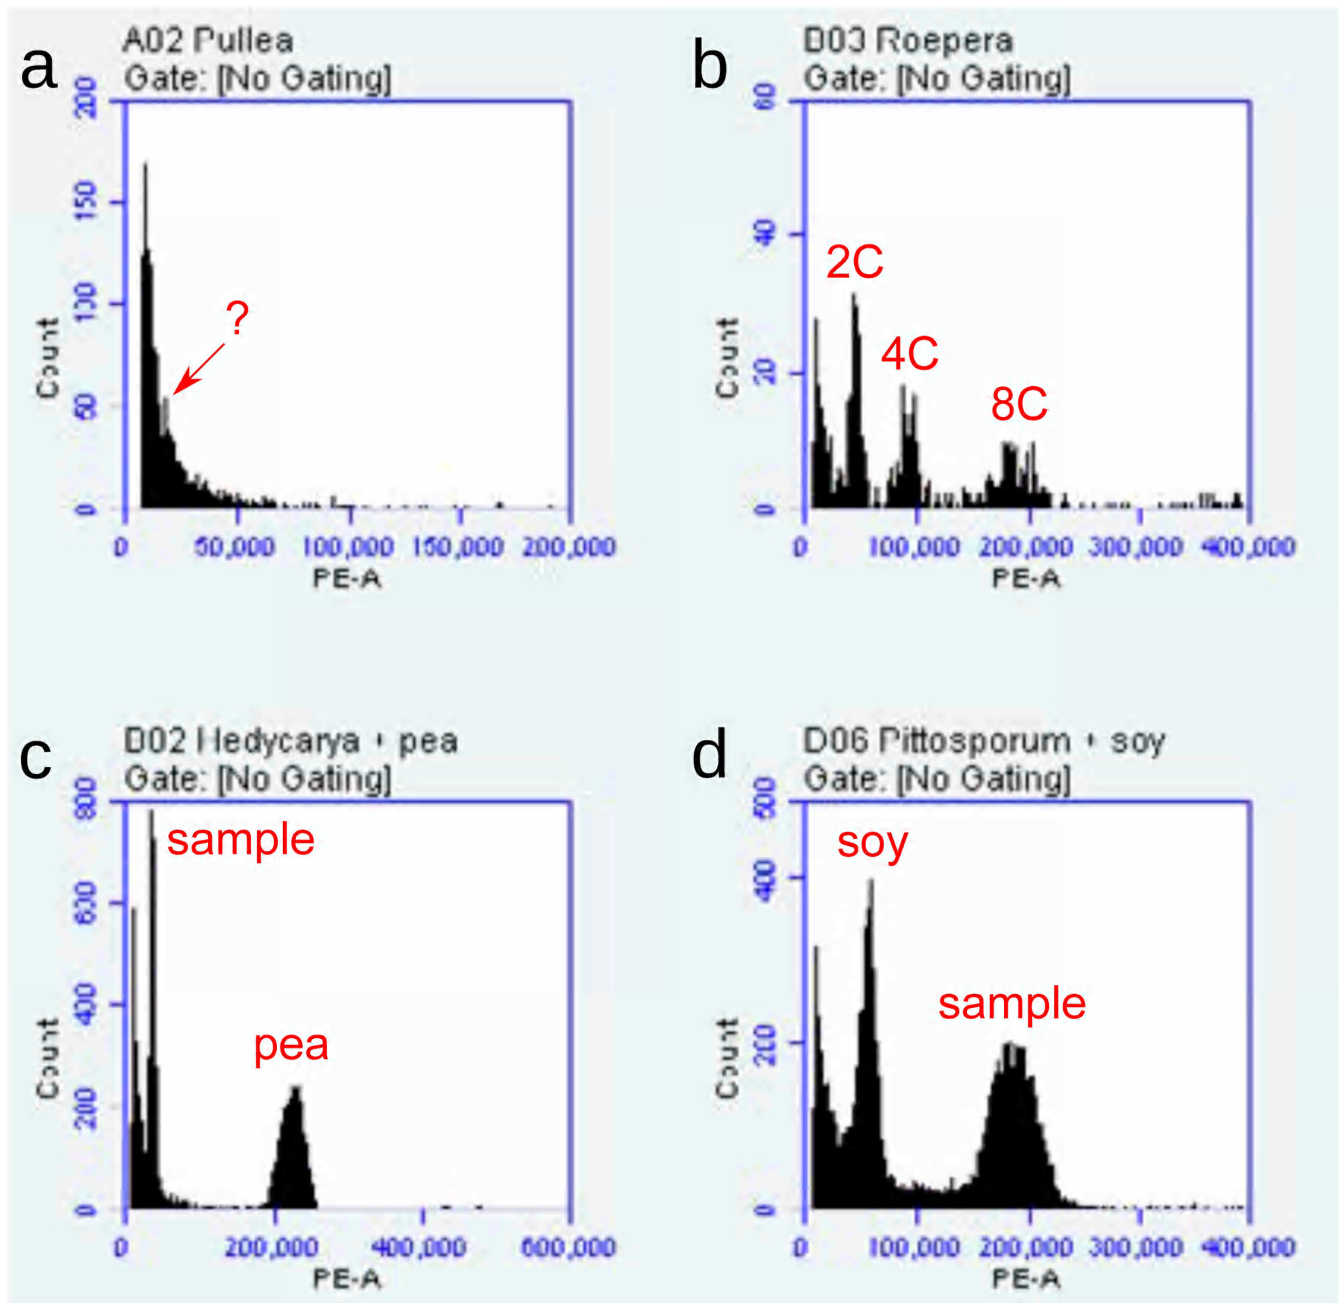 a
A02 Pullea
Gate: [No Gating]
200
150
100
50
0
Count
?
0 50,000 100,000 150,000 200,000
PE-A
b
B03 Roepera
Gate: [No Gating]
60
40
20
0
Count
2C
4C
8C
0 100,000 200,000 300,000 400,000
PE-A
c
B02 Hedycarya + pea
Gate: [No Gating]
800
600
400
200
0
Count
sample
pea
0 200,000 400,000 600,000
PE-A
d
D06 Pittosporum + soy
Gate: [No Gating]
400
200
0
Count
soy
sample
0 100,000 200,000 300,000 400,000
PE-A